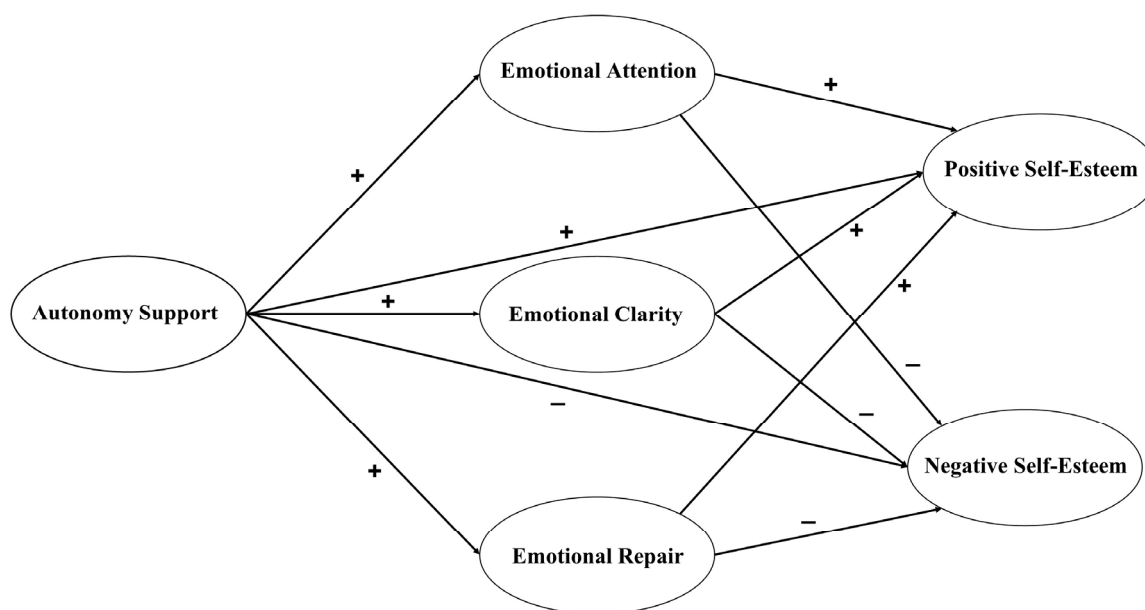 Emotional Attention
+
Positive Self-Esteem
+
+
+
Autonomy Support
+
Emotional Clarity
+
–
–
–
Negative Self-Esteem
+
–
Emotional Repair